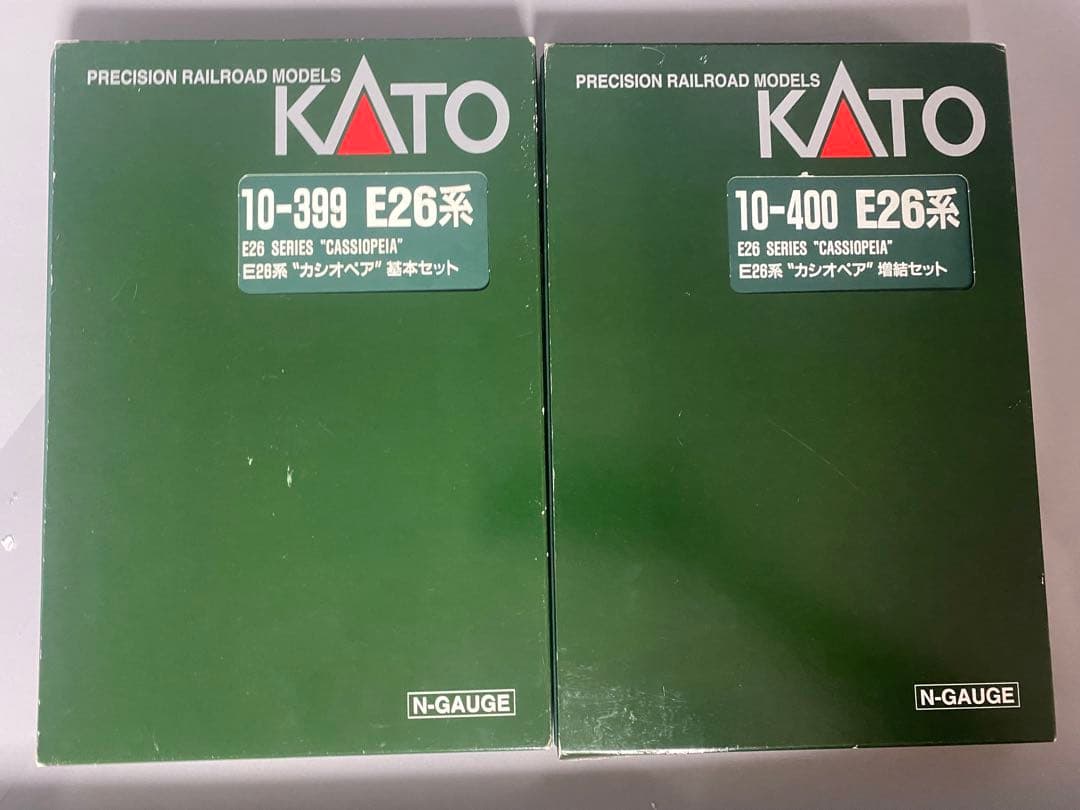 PRECISION RAILROAD MODELS
KATO
10-399 E26系
E26 SERIES "CASSIOPEIA"
E26系 "カシオペア" 基本セット
N-GAUGE
PRECISION RAILROAD MODELS
KATO
10-400 E26系
E26 SERIES "CASSIOPEIA"
E26系 "カシオペア" 増結セット
N-GAUGE